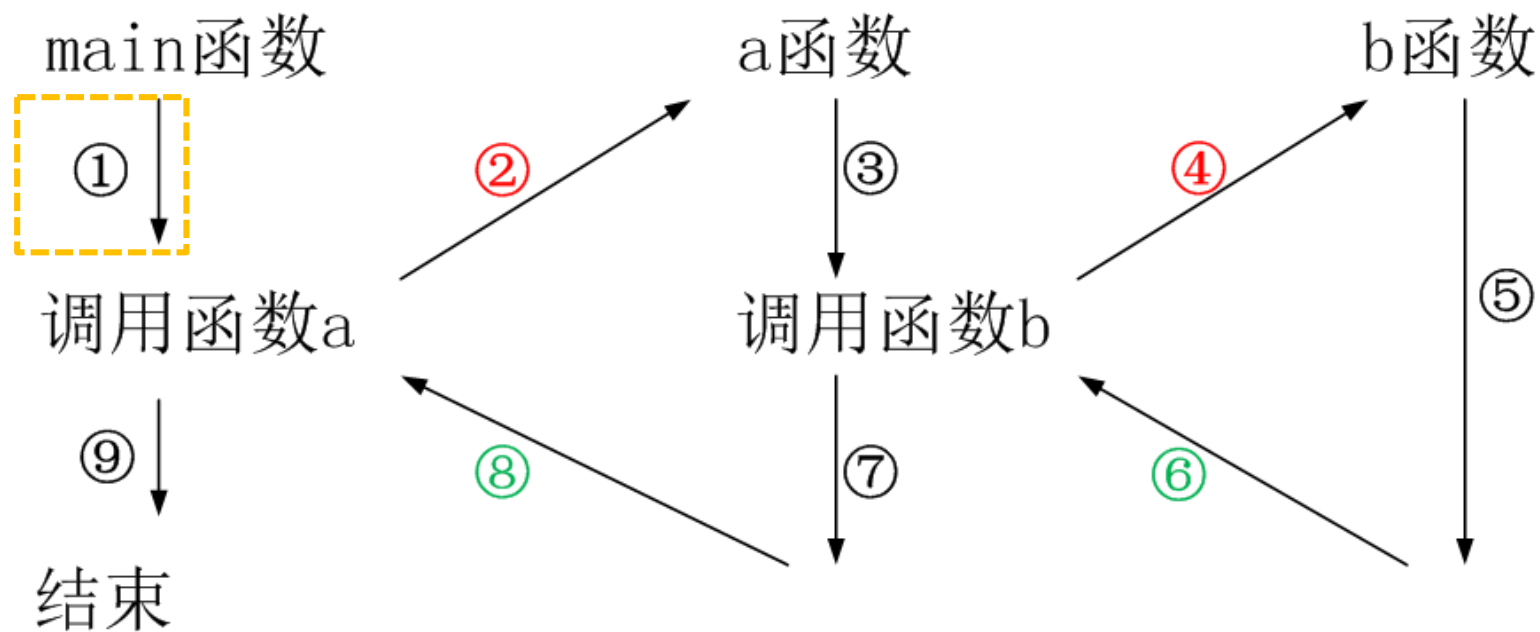 main函数 a函数 b函数
① ② ③ ④
调用函数a 调用函数b ⑤
⑨ ⑧ ⑦ ⑥
结束